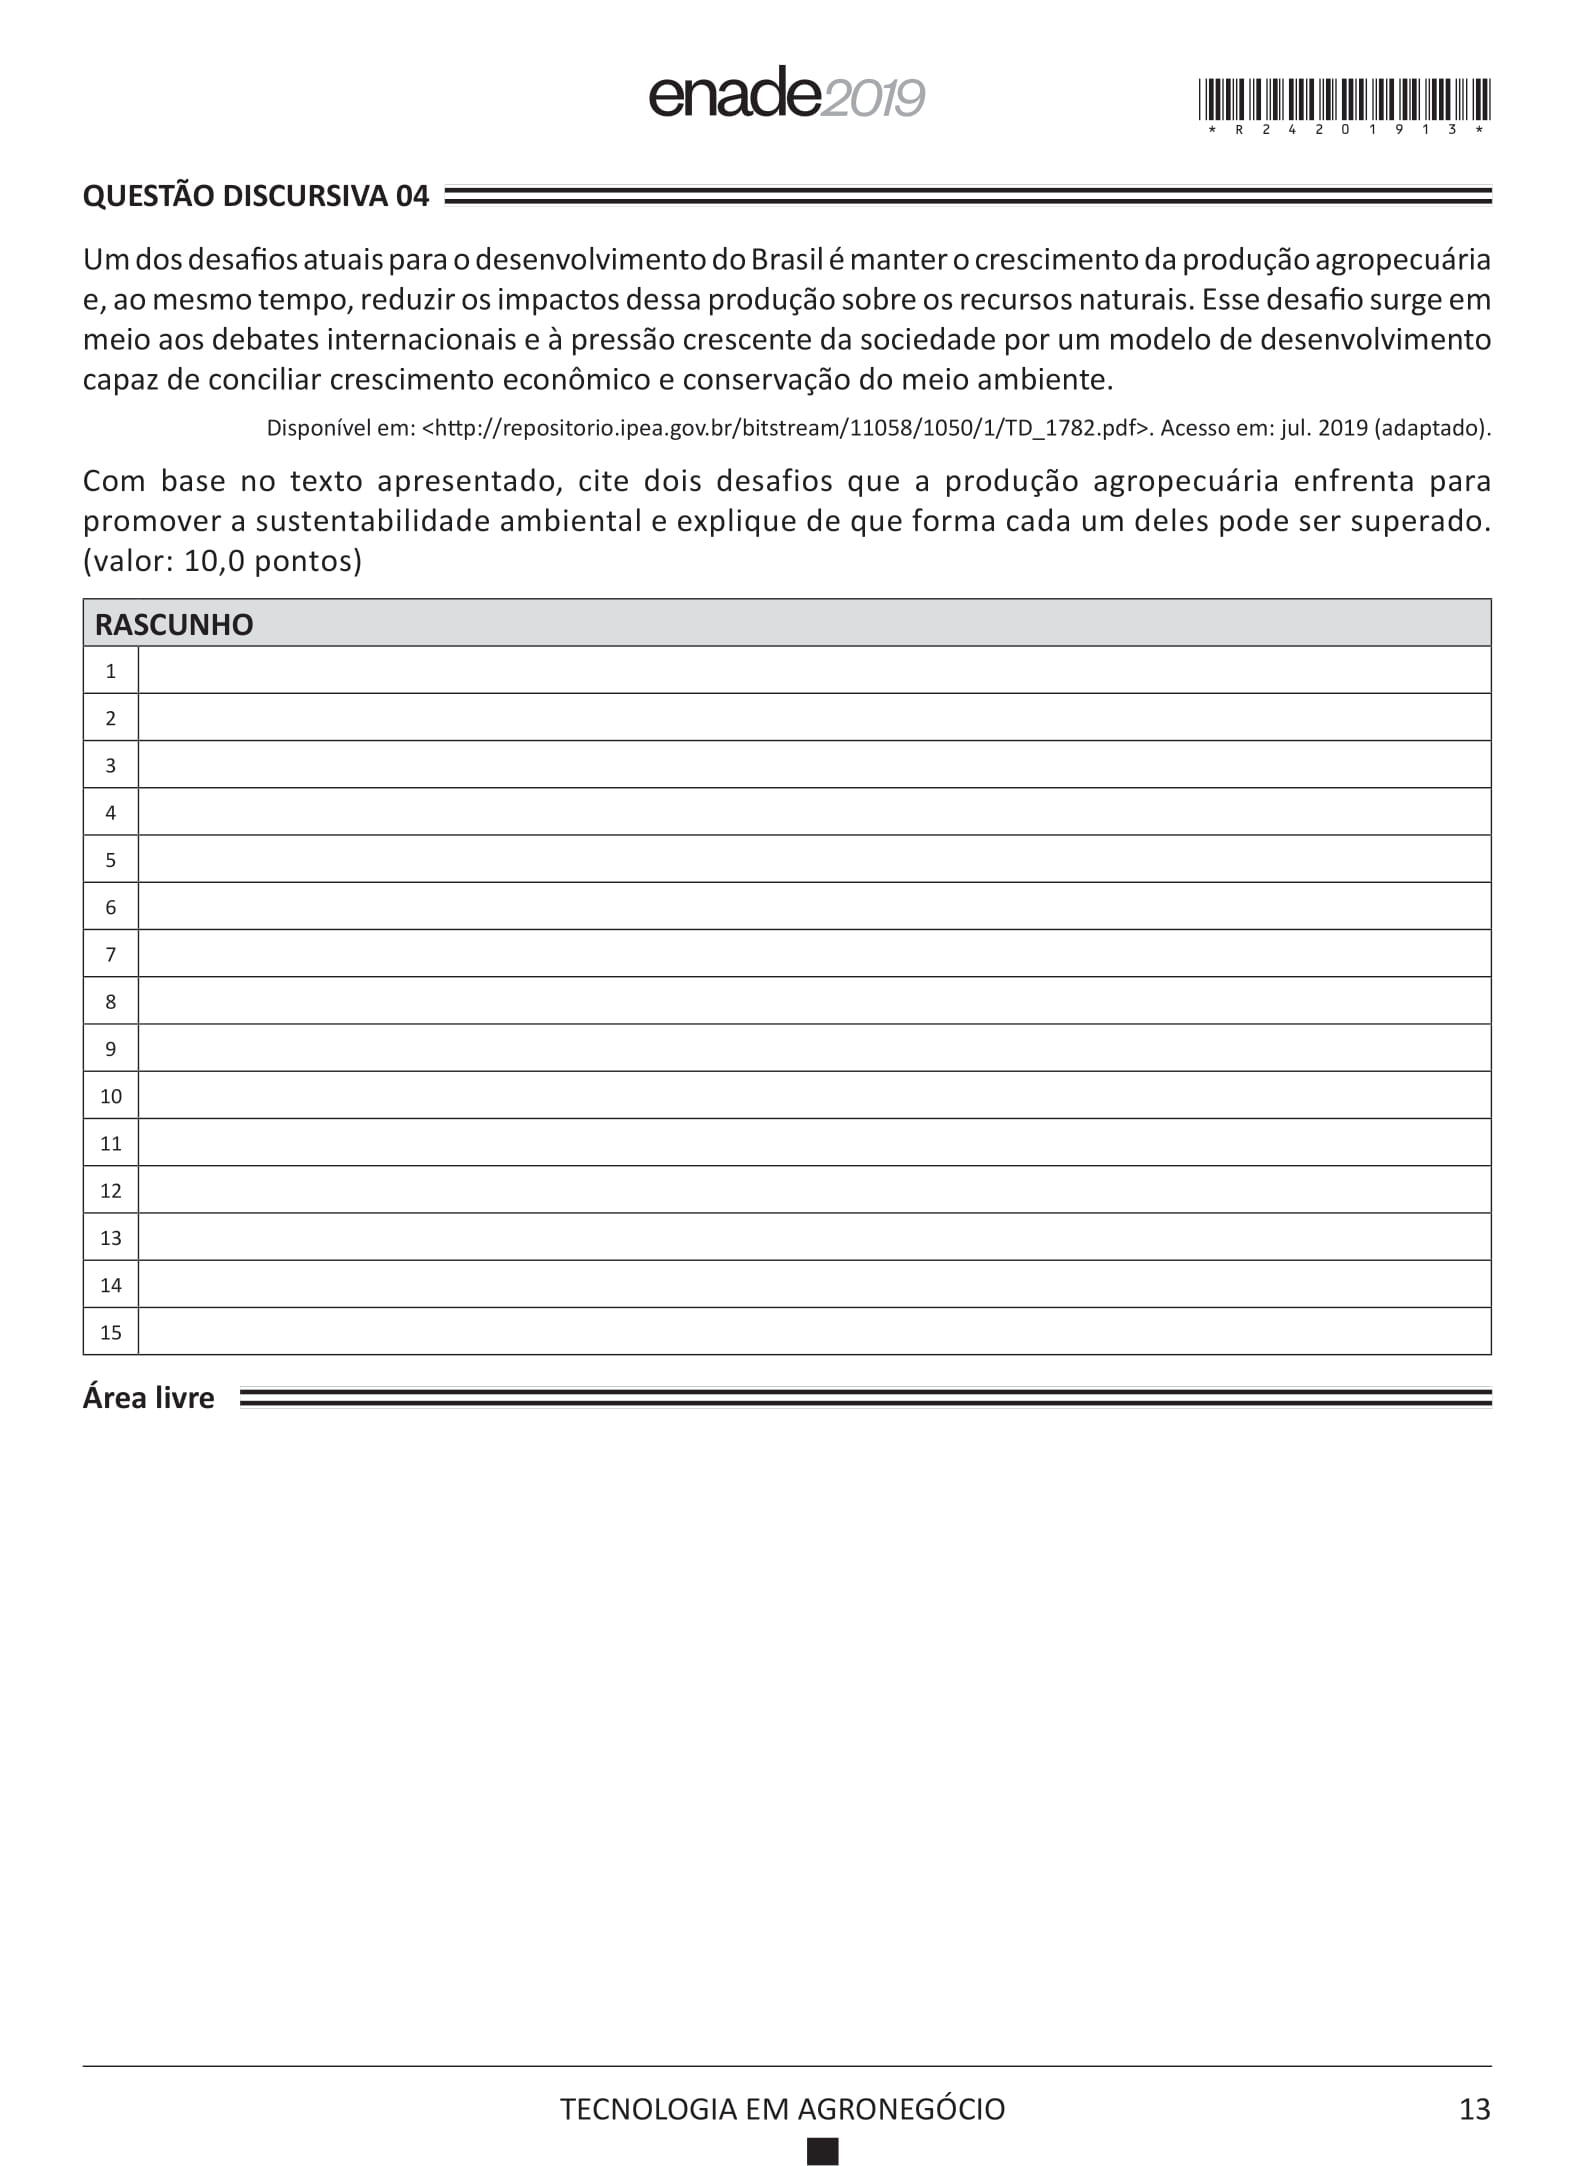 enade2019
*R24201913*
QUESTÃO DISCURSIVA 04
Um dos desafios atuais para o desenvolvimento do Brasil é manter o crescimento da produção agropecuária
e, ao mesmo tempo, reduzir os impactos dessa produção sobre os recursos naturais. Esse desafio surge em
meio aos debates internacionais e à pressão crescente da sociedade por um modelo de desenvolvimento
capaz de conciliar crescimento econômico e conservação do meio ambiente.
Disponível em: <http://repositorio.ipea.gov.br/bitstream/11058/1050/1/TD_1782.pdf>. Acesso em: jul. 2019 (adaptado).
Com base no texto apresentado, cite dois desafios que a produção agropecuária enfrenta para
promover a sustentabilidade ambiental e explique de que forma cada um deles pode ser superado.
(valor: 10,0 pontos)
RASCUNHO
1
2
3
4
5
6
7
8
9
10
11
12
13
14
15
Área livre
TECNOLOGIA EM AGRONEGÓCIO 13